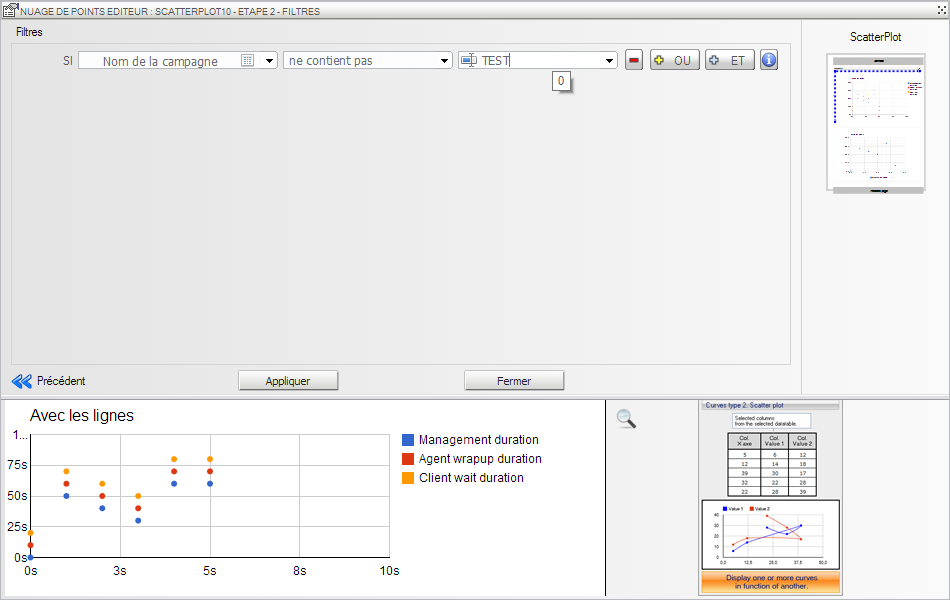 NUAGE DE POINTS EDITEUR : SCATTERPLOT10 - ETAPE 2 - FILTRES
Filtres
SI Nom de la campagne ne contient pas TEST OU ET
0
ScatterPlot
Précédent Appliquer Fermer
Avec les lignes
1...
75s
50s
25s
0s
0s 3s 5s 8s 10s
Management duration
Agent wrapup duration
Client wait duration
Curves type 2: Scatter plot
Selected columns
from the selected datatable.
Col. Col. Col.
X axe Value 1 Value 2
5 6 12
12 14 18
39 30 17
32 22 28
22 28 39
Value 1 Value 2
40
30
20
10
0
0,0 12,5 25,0 37,5 50,0
Display one or more curves
in function of another.